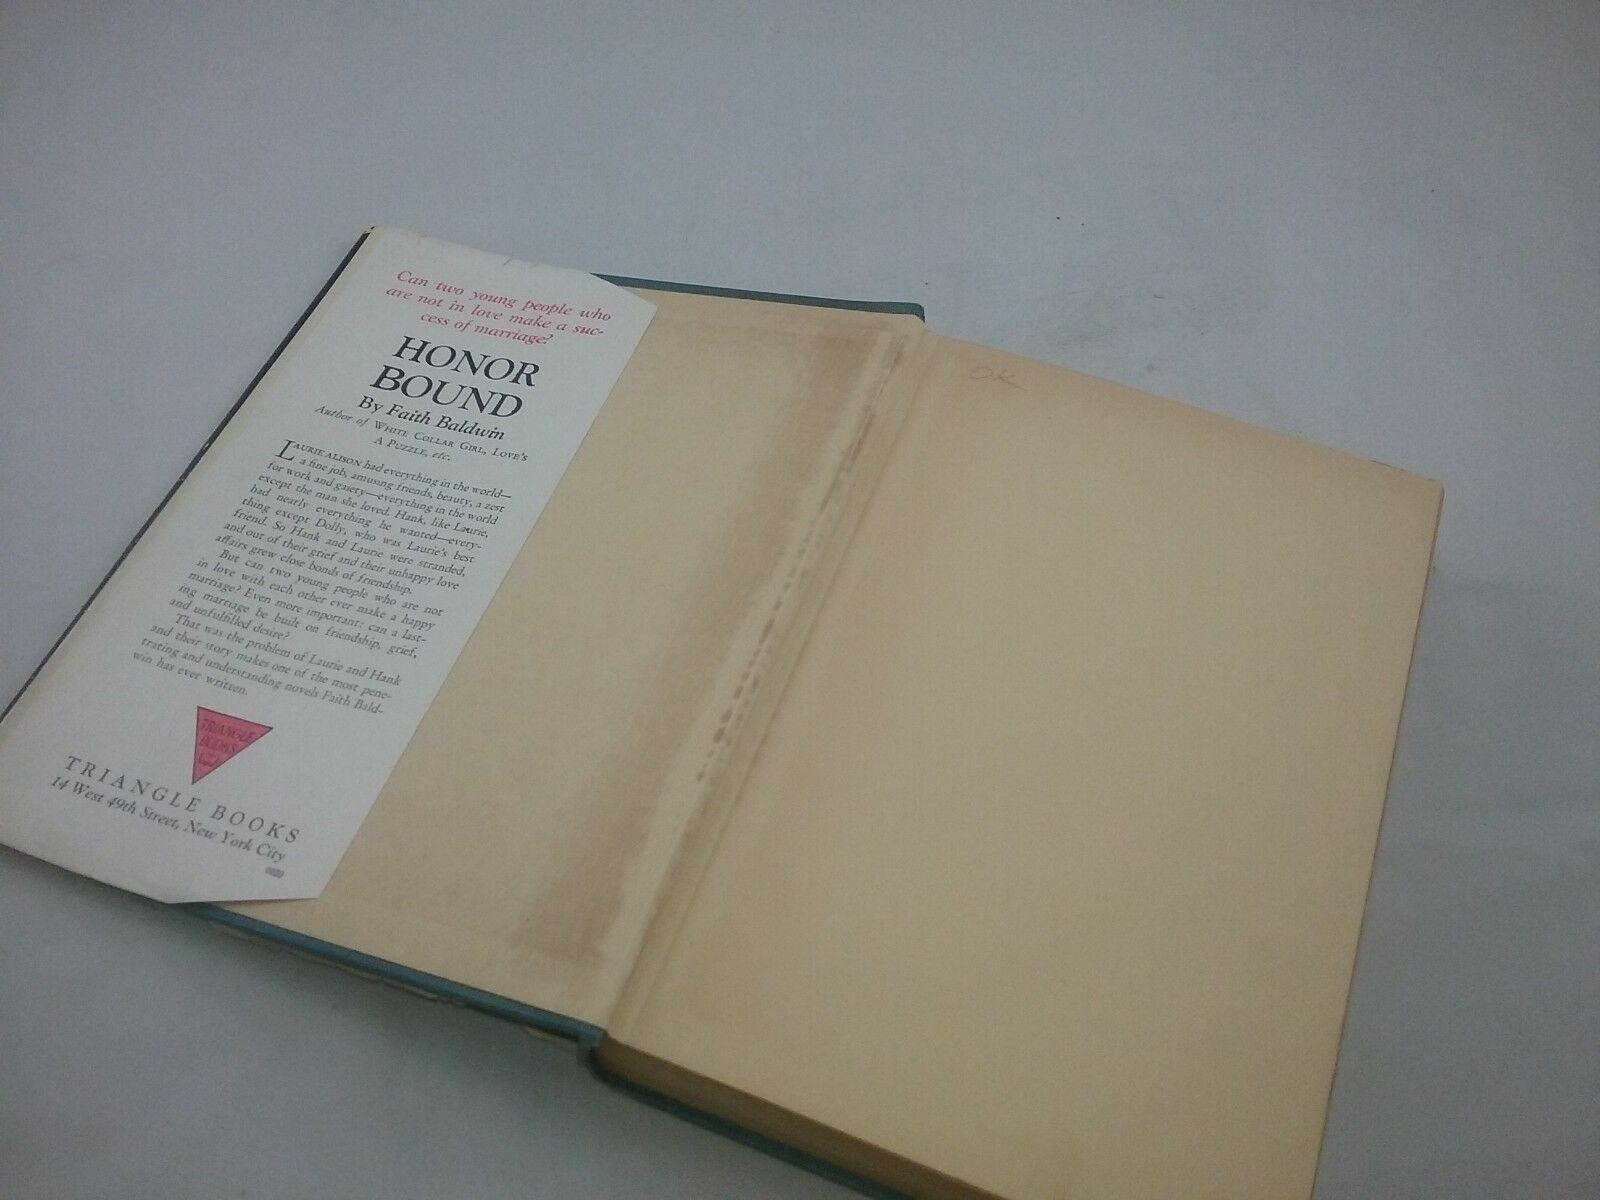 Can two young people who
are not in love make a suc-
cess of marriage?
HONOR
BOUND
By Faith Baldwin
Author of WHITE COLLAR GIRL, LOVE'S
A PUZZLE, etc.
LAURIE ALISON had everything in the world—
a fine job, amusing friends, beauty, a zest
for work and gaiety—everything in the world
except the man she loved. Hank, like Laurie,
had nearly everything he wanted—every-
thing except Dolly, who was Laurie's best
friend. So Hank and Laurie were stranded,
and out of their grief and their unhappy love
affairs grew close bonds of friendship.
But can two young people who are not
in love with each other ever make a happy
marriage? Even more important: can a last-
ing marriage be built on friendship, grief,
and unfulfilled desire?
That was the problem of Laurie and Hank
and their story makes one of the most pene-
trating and understanding novels Faith Bald-
win has ever written.
TRIANGLE
BOOKS
TRIANGLE BOOKS
14 West 49th Street, New York City
OK